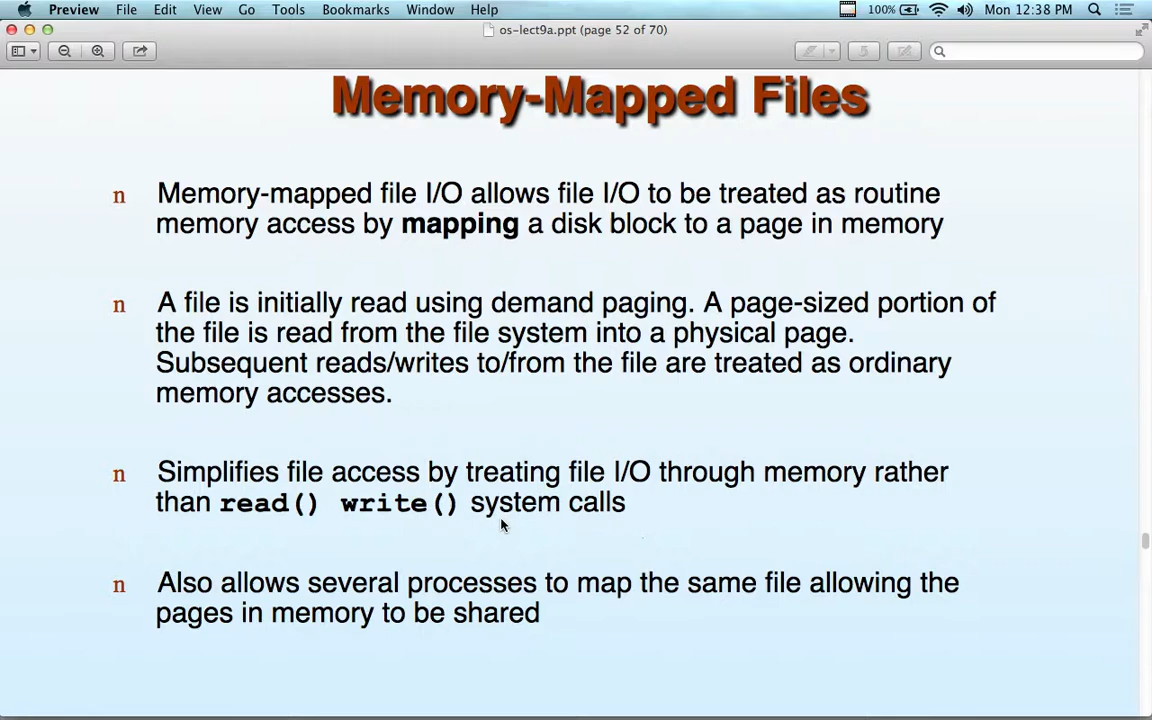 Preview File Edit View Go Tools Bookmarks Window Help 100% Mon 12:38 PM
os-lect9a.ppt (page 52 of 70)
Memory-Mapped Files
n Memory-mapped file I/O allows file I/O to be treated as routine
memory access by mapping a disk block to a page in memory
n A file is initially read using demand paging. A page-sized portion of
the file is read from the file system into a physical page.
Subsequent reads/writes to/from the file are treated as ordinary
memory accesses.
n Simplifies file access by treating file I/O through memory rather
than read() write() system calls
n Also allows several processes to map the same file allowing the
pages in memory to be shared